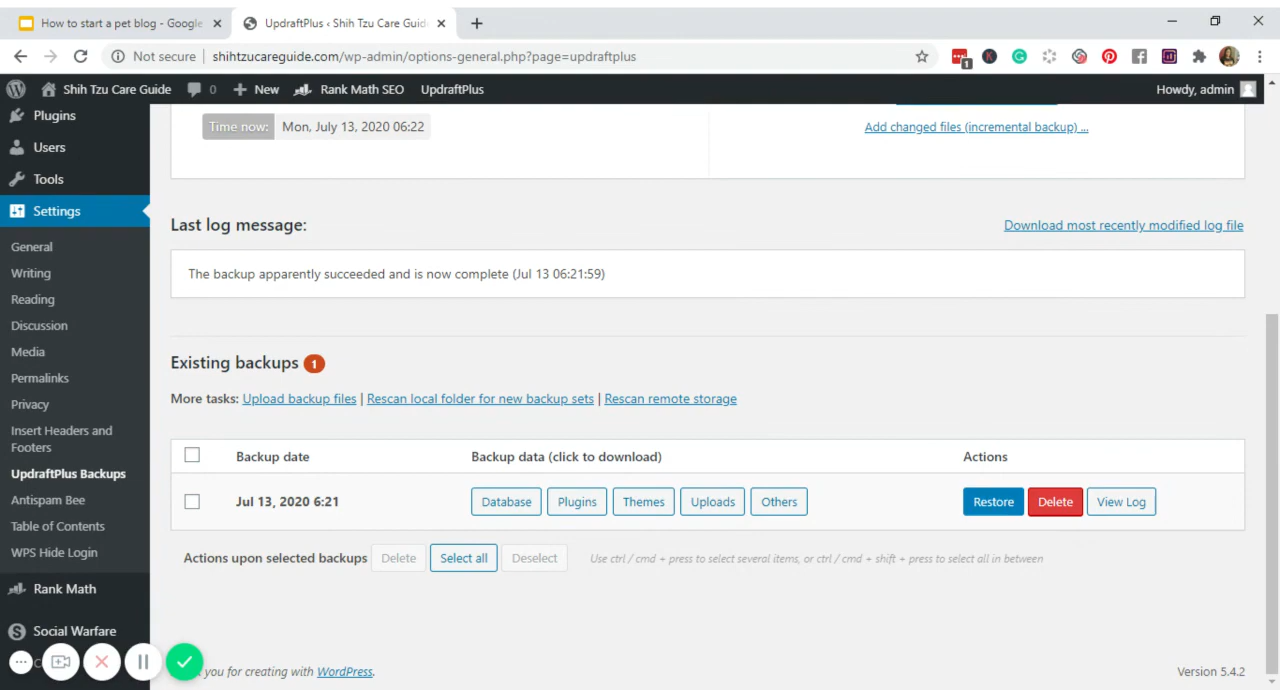 How to start a pet blog - Google
UpdraftPlus ‹ Shih Tzu Care Guide
Not secure
shihtzucareguide.com/wp-admin/options-general.php?page=updraftplus
1
Shih Tzu Care Guide
0
New
Rank Math SEO
UpdraftPlus
Howdy, admin
Plugins
Users
Tools
Settings
General
Writing
Reading
Discussion
Media
Permalinks
Privacy
Insert Headers and
Footers
UpdraftPlus Backups
Antispam Bee
Table of Contents
WPS Hide Login
Rank Math
Social Warfare
Time now: Mon, July 13, 2020 06:22
Add changed files (incremental backup) ...
Last log message:
Download most recently modified log file
The backup apparently succeeded and is now complete (Jul 13 06:21:59)
Existing backups 1
More tasks: Upload backup files | Rescan local folder for new backup sets | Rescan remote storage
Backup date Backup data (click to download) Actions
Jul 13, 2020 6:21 Database Plugins Themes Uploads Others Restore Delete View Log
Actions upon selected backups Delete Select all Deselect Use ctrl / cmd + press to select several items, or ctrl / cmd + shift + press to select all in between
you for creating with WordPress.
Version 5.4.2